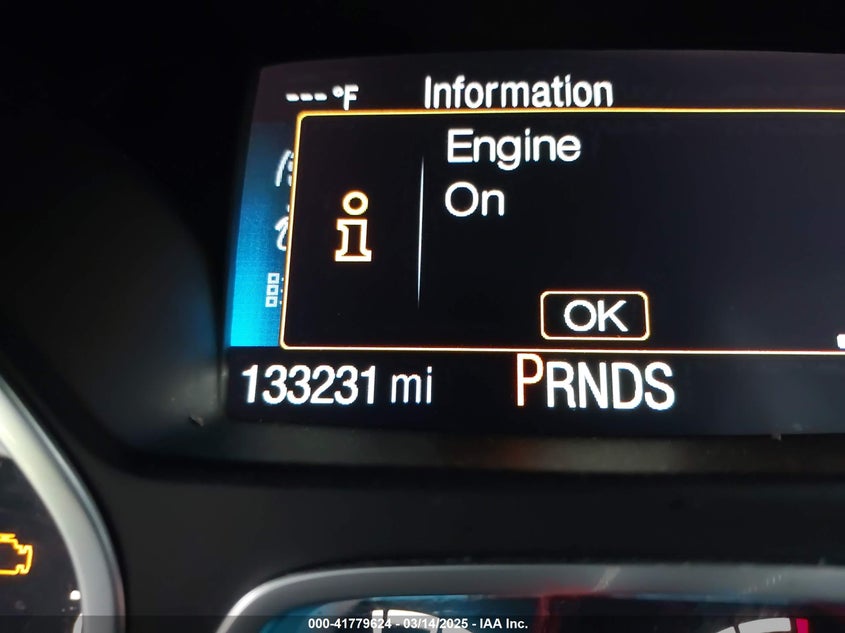 --- °F Information
Engine
On
OK
133231 mi PRNDS
000-41779624 - 03/14/2025 - IAA Inc.